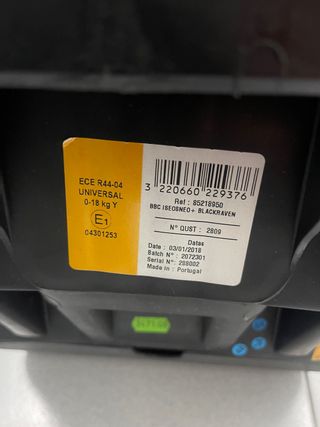 ECE R44-04
UNIVERSAL
0-18 kg Y
E1
04301253
3 220660 229376
Ref : 85218950
BBC ISEOSNEO+ BLACKRAVEN
N° QUST : 2809
Datas
Date : 03/01/2018
Batch N° : 2072301
Serial N° : 288002
Made in : Portugal